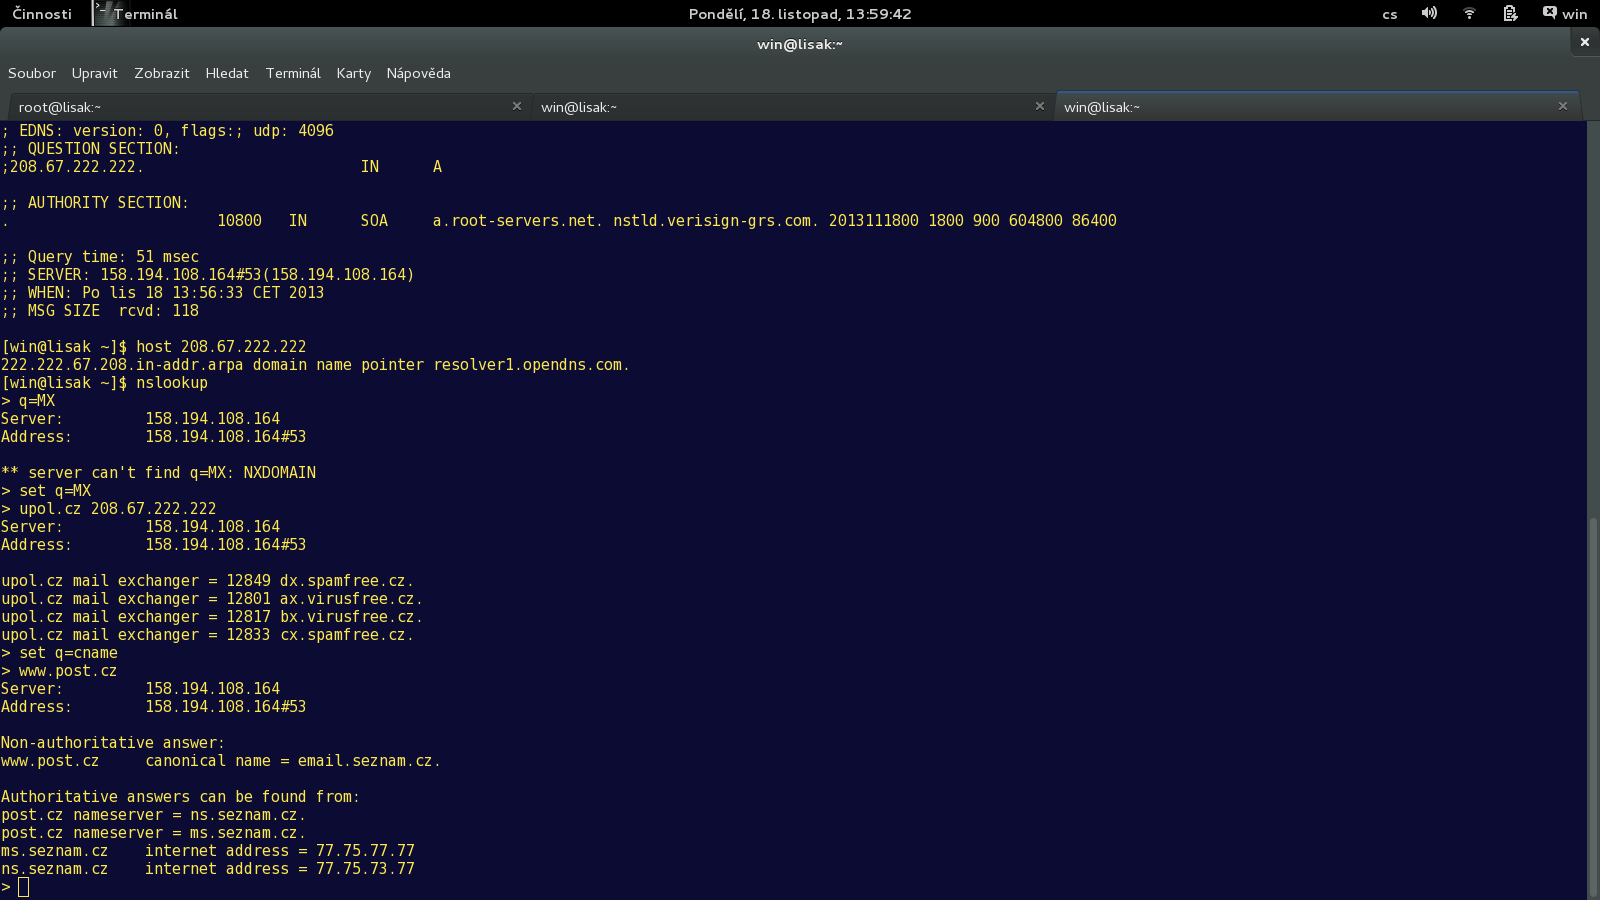 Činnosti Terminál Pondělí, 18. listopad, 13:59:42 cs win
win@lisak:~
Soubor Upravit Zobrazit Hledat Terminál Karty Nápověda
root@lisak:~ win@lisak:~ win@lisak:~
; EDNS: version: 0, flags:; udp: 4096
;; QUESTION SECTION:
;208.67.222.222. IN A
;; AUTHORITY SECTION:
. 10800 IN SOA a.root-servers.net. nstld.verisign-grs.com. 2013111800 1800 900 604800 86400
;; Query time: 51 msec
;; SERVER: 158.194.108.164#53(158.194.108.164)
;; WHEN: Po lis 18 13:56:33 CET 2013
;; MSG SIZE  rcvd: 118
[win@lisak ~]$ host 208.67.222.222
222.222.67.208.in-addr.arpa domain name pointer resolver1.opendns.com.
[win@lisak ~]$ nslookup
> q=MX
Server: 158.194.108.164
Address: 158.194.108.164#53
** server can't find q=MX: NXDOMAIN
> set q=MX
> upol.cz 208.67.222.222
Server: 158.194.108.164
Address: 158.194.108.164#53
upol.cz mail exchanger = 12849 dx.spamfree.cz.
upol.cz mail exchanger = 12801 ax.virusfree.cz.
upol.cz mail exchanger = 12817 bx.virusfree.cz.
upol.cz mail exchanger = 12833 cx.spamfree.cz.
> set q=cname
> www.post.cz
Server: 158.194.108.164
Address: 158.194.108.164#53
Non-authoritative answer:
www.post.cz canonical name = email.seznam.cz.
Authoritative answers can be found from:
post.cz nameserver = ns.seznam.cz.
post.cz nameserver = ms.seznam.cz.
ms.seznam.cz internet address = 77.75.77.77
ns.seznam.cz internet address = 77.75.73.77
>